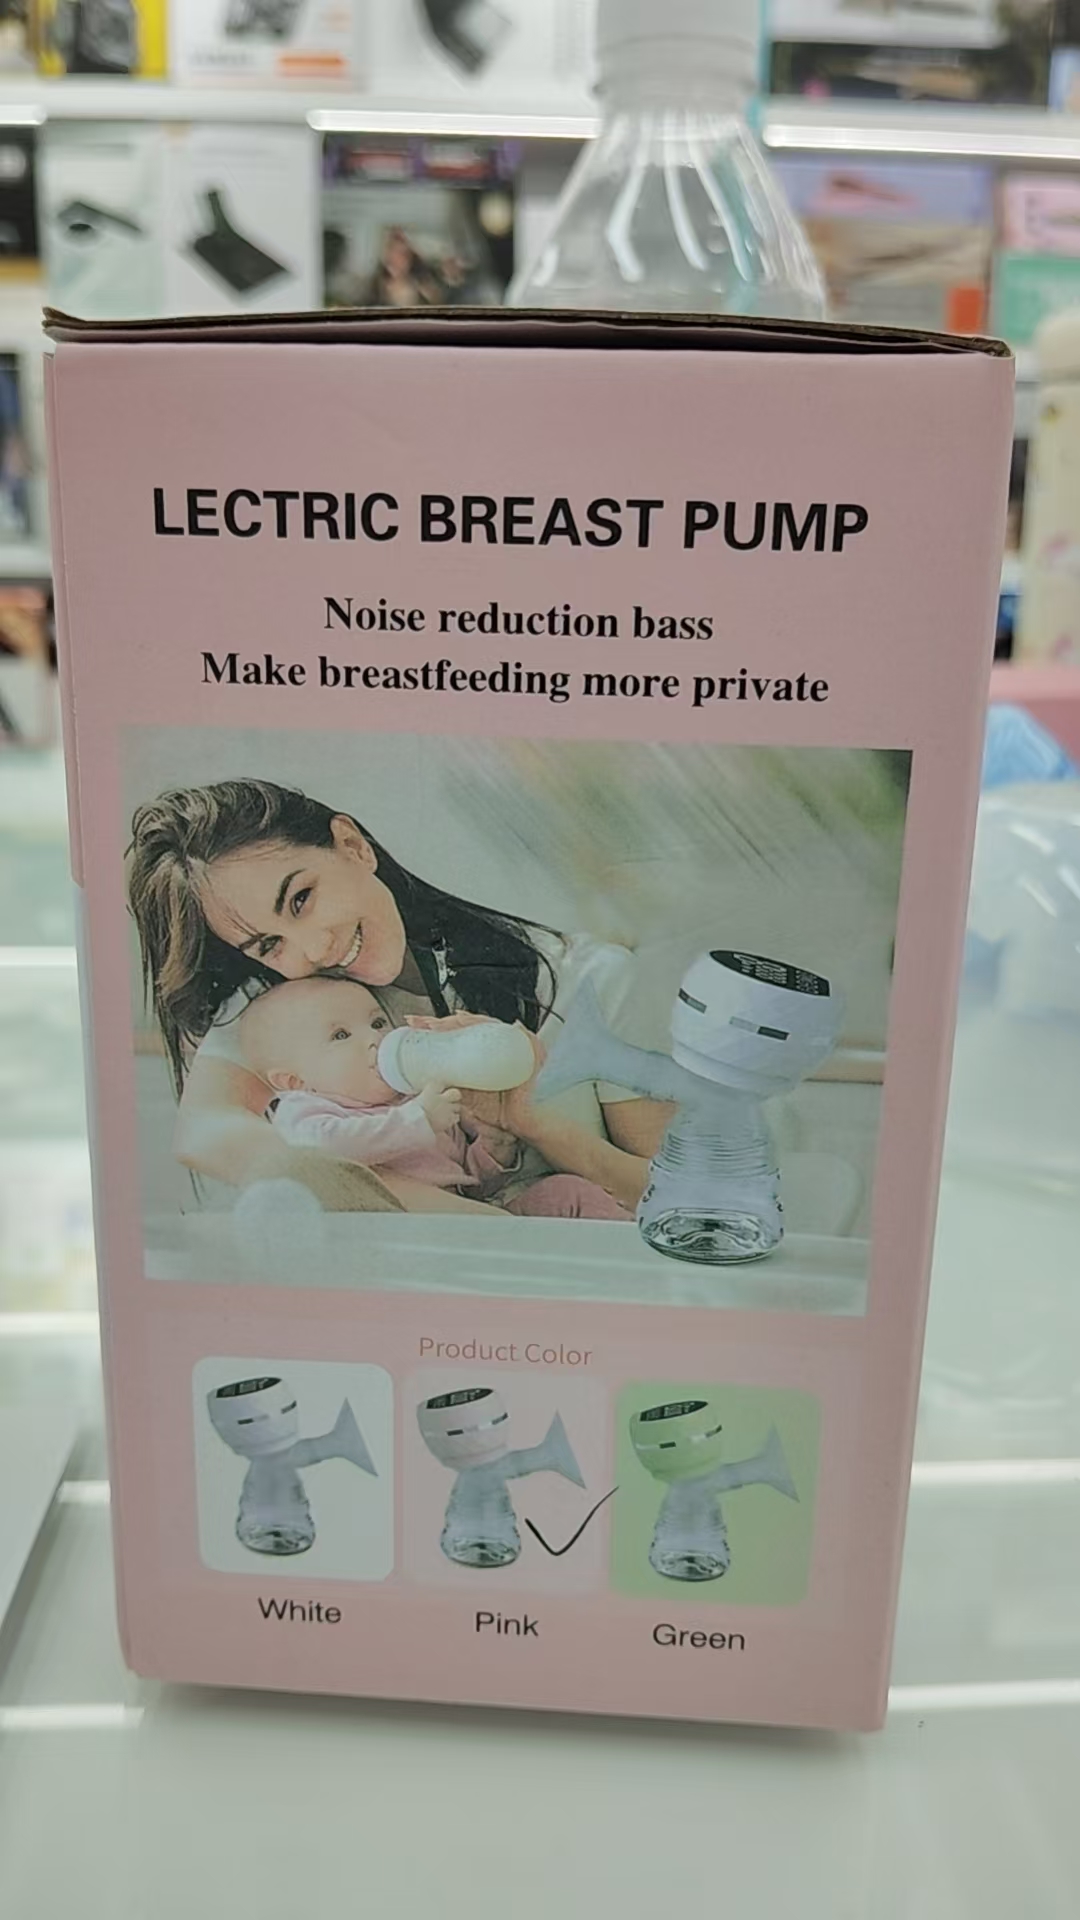 LECTRIC BREAST PUMP
Noise reduction bass
Make breastfeeding more private
Product Color
White
Pink
Green